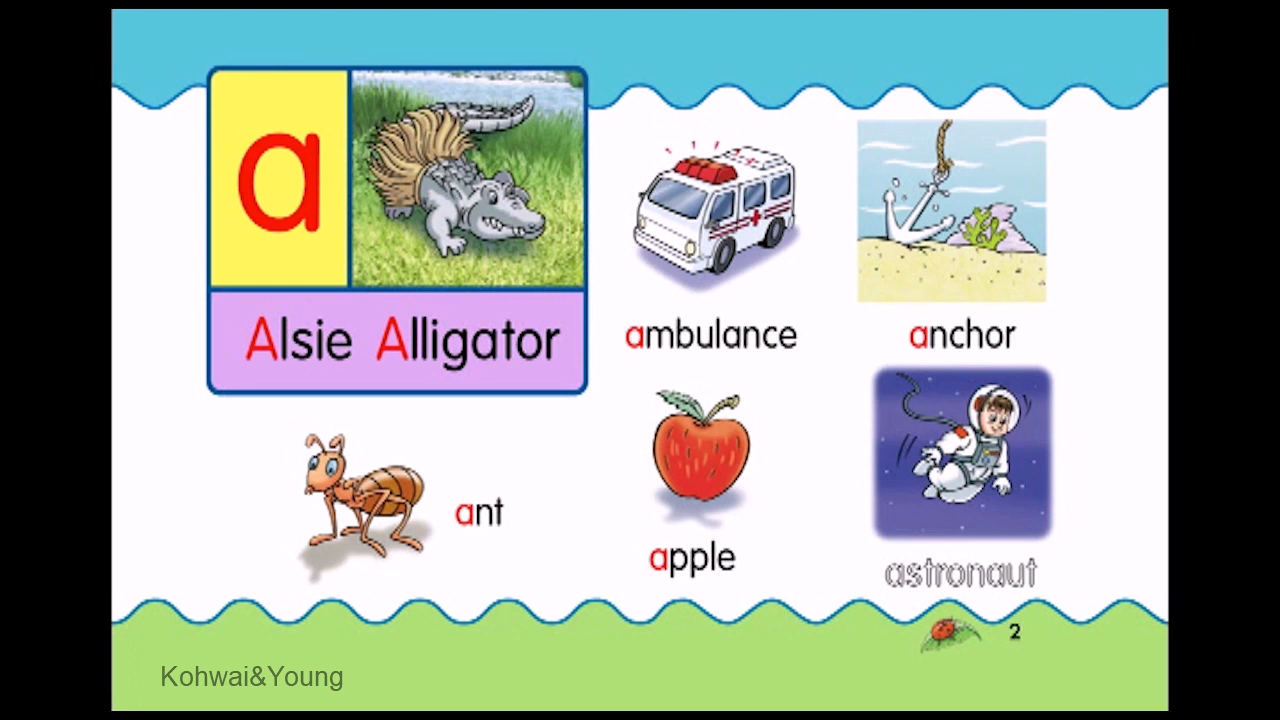 a
Alsie Alligator
ambulance
anchor
ant
apple
astronaut
2
Kohwai&Young